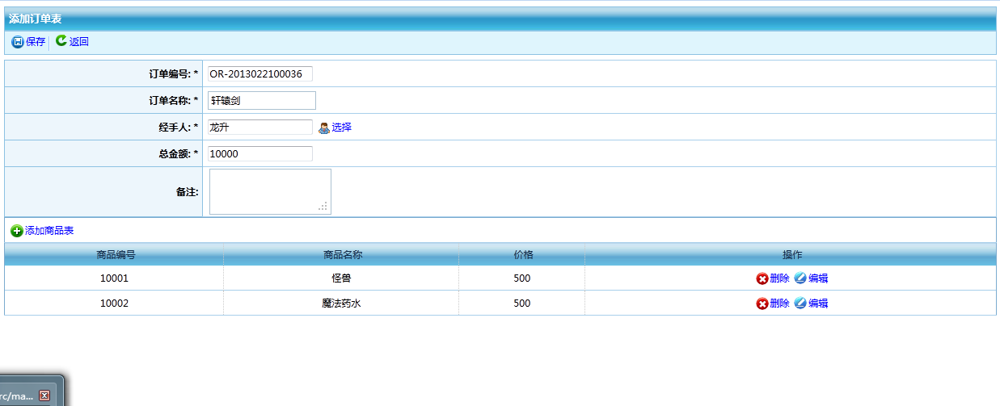 添加订单表
保存 返回
订单编号: * OR-2013022100036
订单名称: * 轩辕剑
经手人: * 龙升 选择
总金额: * 10000
备注:
添加商品表
商品编号 商品名称 价格 操作
10001 怪兽 500 删除 编辑
10002 魔法药水 500 删除 编辑
rc/ma...